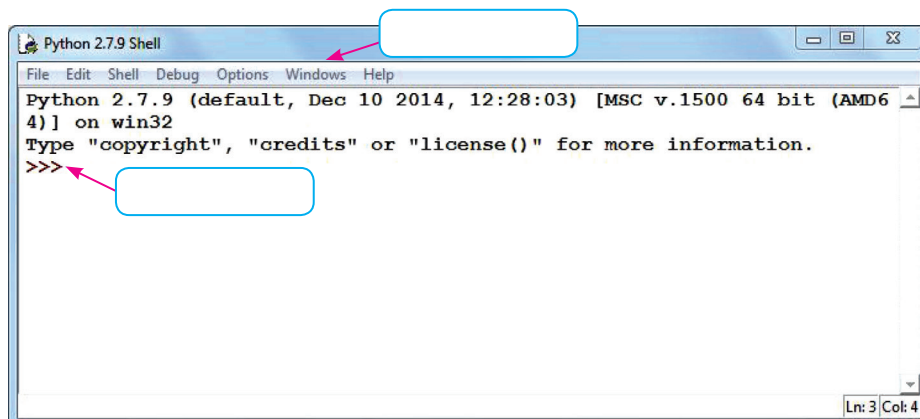 Python 2.7.9 Shell
File Edit Shell Debug Options Windows Help
Python 2.7.9 (default, Dec 10 2014, 12:28:03) [MSC v.1500 64 bit (AMD6
4)] on win32
Type "copyright", "credits" or "license()" for more information.
>>>
Ln: 3 Col: 4